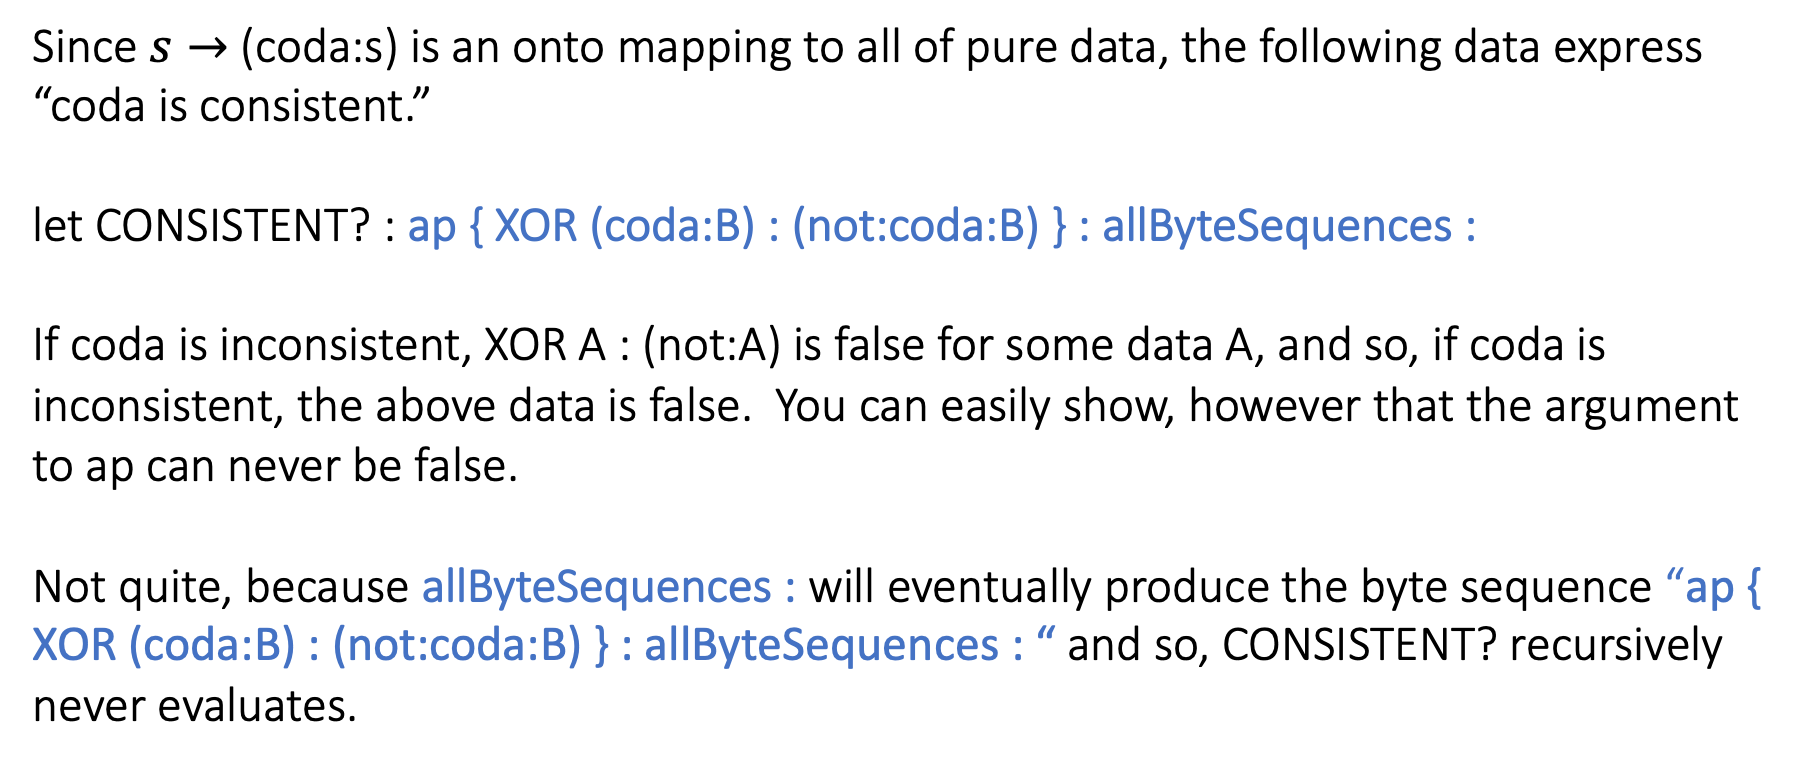 Since s → (coda:s) is an onto mapping to all of pure data, the following data express
“coda is consistent.”
let CONSISTENT? : ap { XOR (coda:B) : (not:coda:B) } : allByteSequences :
If coda is inconsistent, XOR A : (not:A) is false for some data A, and so, if coda is
inconsistent, the above data is false.  You can easily show, however that the argument
to ap can never be false.
Not quite, because allByteSequences : will eventually produce the byte sequence “ap {
XOR (coda:B) : (not:coda:B) } : allByteSequences : “ and so, CONSISTENT? recursively
never evaluates.